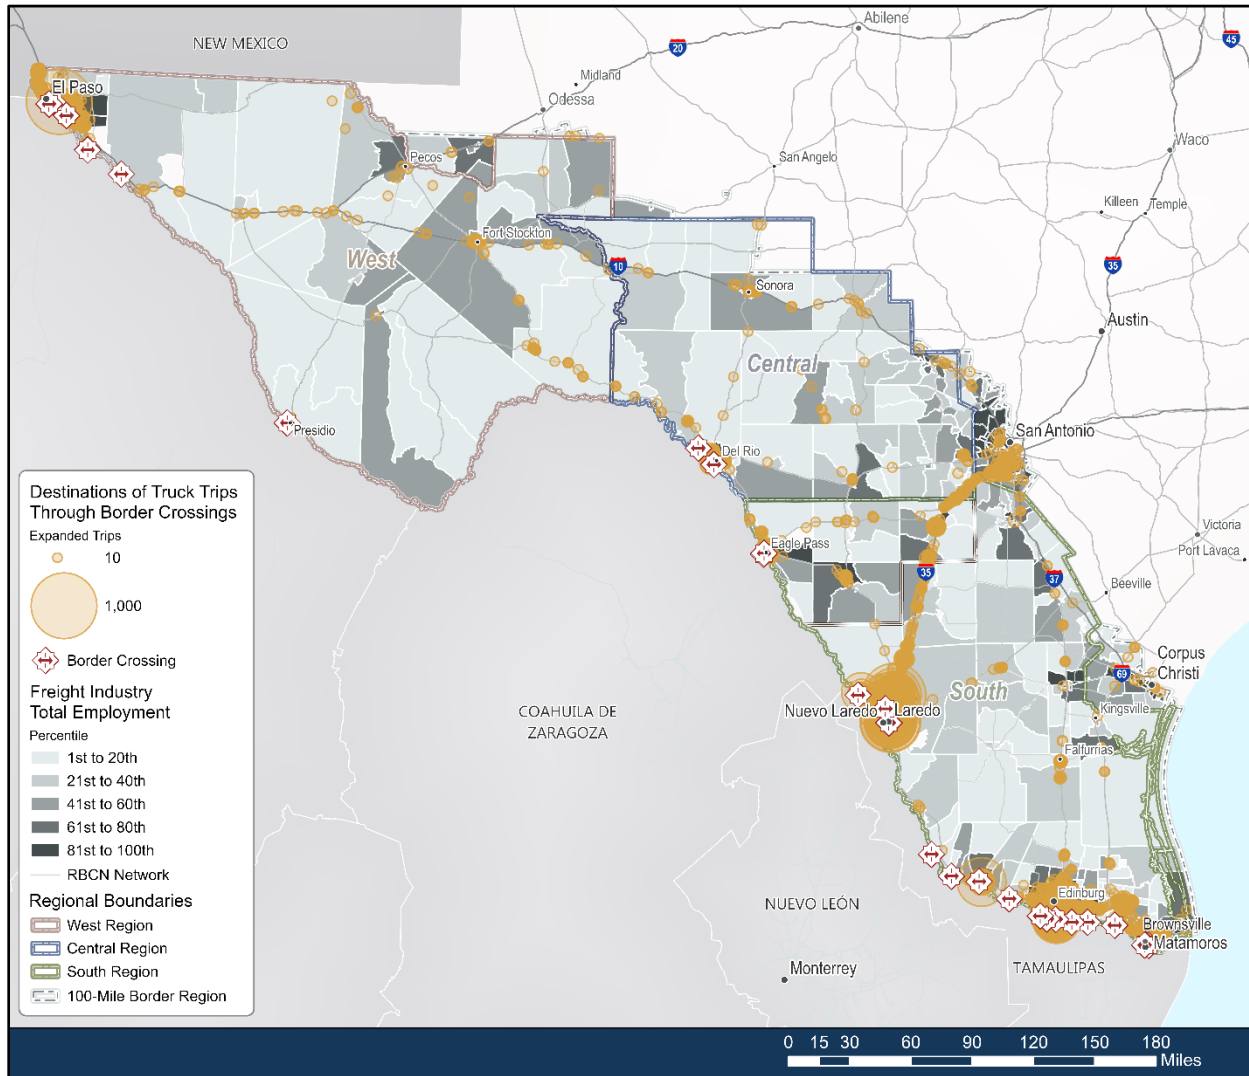 NEW MEXICO
Abilene
20
45
El Paso
Midland
Odessa
Waco
Pecos
San Angelo
Killeen
Temple
Fort Stockton
West
10
35
Sonora
Austin
Central
Presidio
San Antonio
Del Rio
Victoria
Port Lavaca
Eagle Pass
35
37
Beeville
Corpus
Christi
69
South
Nuevo Laredo
Laredo
Kingsville
COAHUILA DE
ZARAGOZA
Falfurrias
NUEVO LEÓN
Edinburg
Brownsville
Matamoros
Monterrey
TAMAULIPAS
Destinations of Truck Trips
Through Border Crossings
Expanded Trips
10
1,000
Border Crossing
Freight Industry
Total Employment
Percentile
1st to 20th
21st to 40th
41st to 60th
61st to 80th
81st to 100th
RBCN Network
Regional Boundaries
West Region
Central Region
South Region
100-Mile Border Region
0 15 30 60 90 120 150 180
Miles